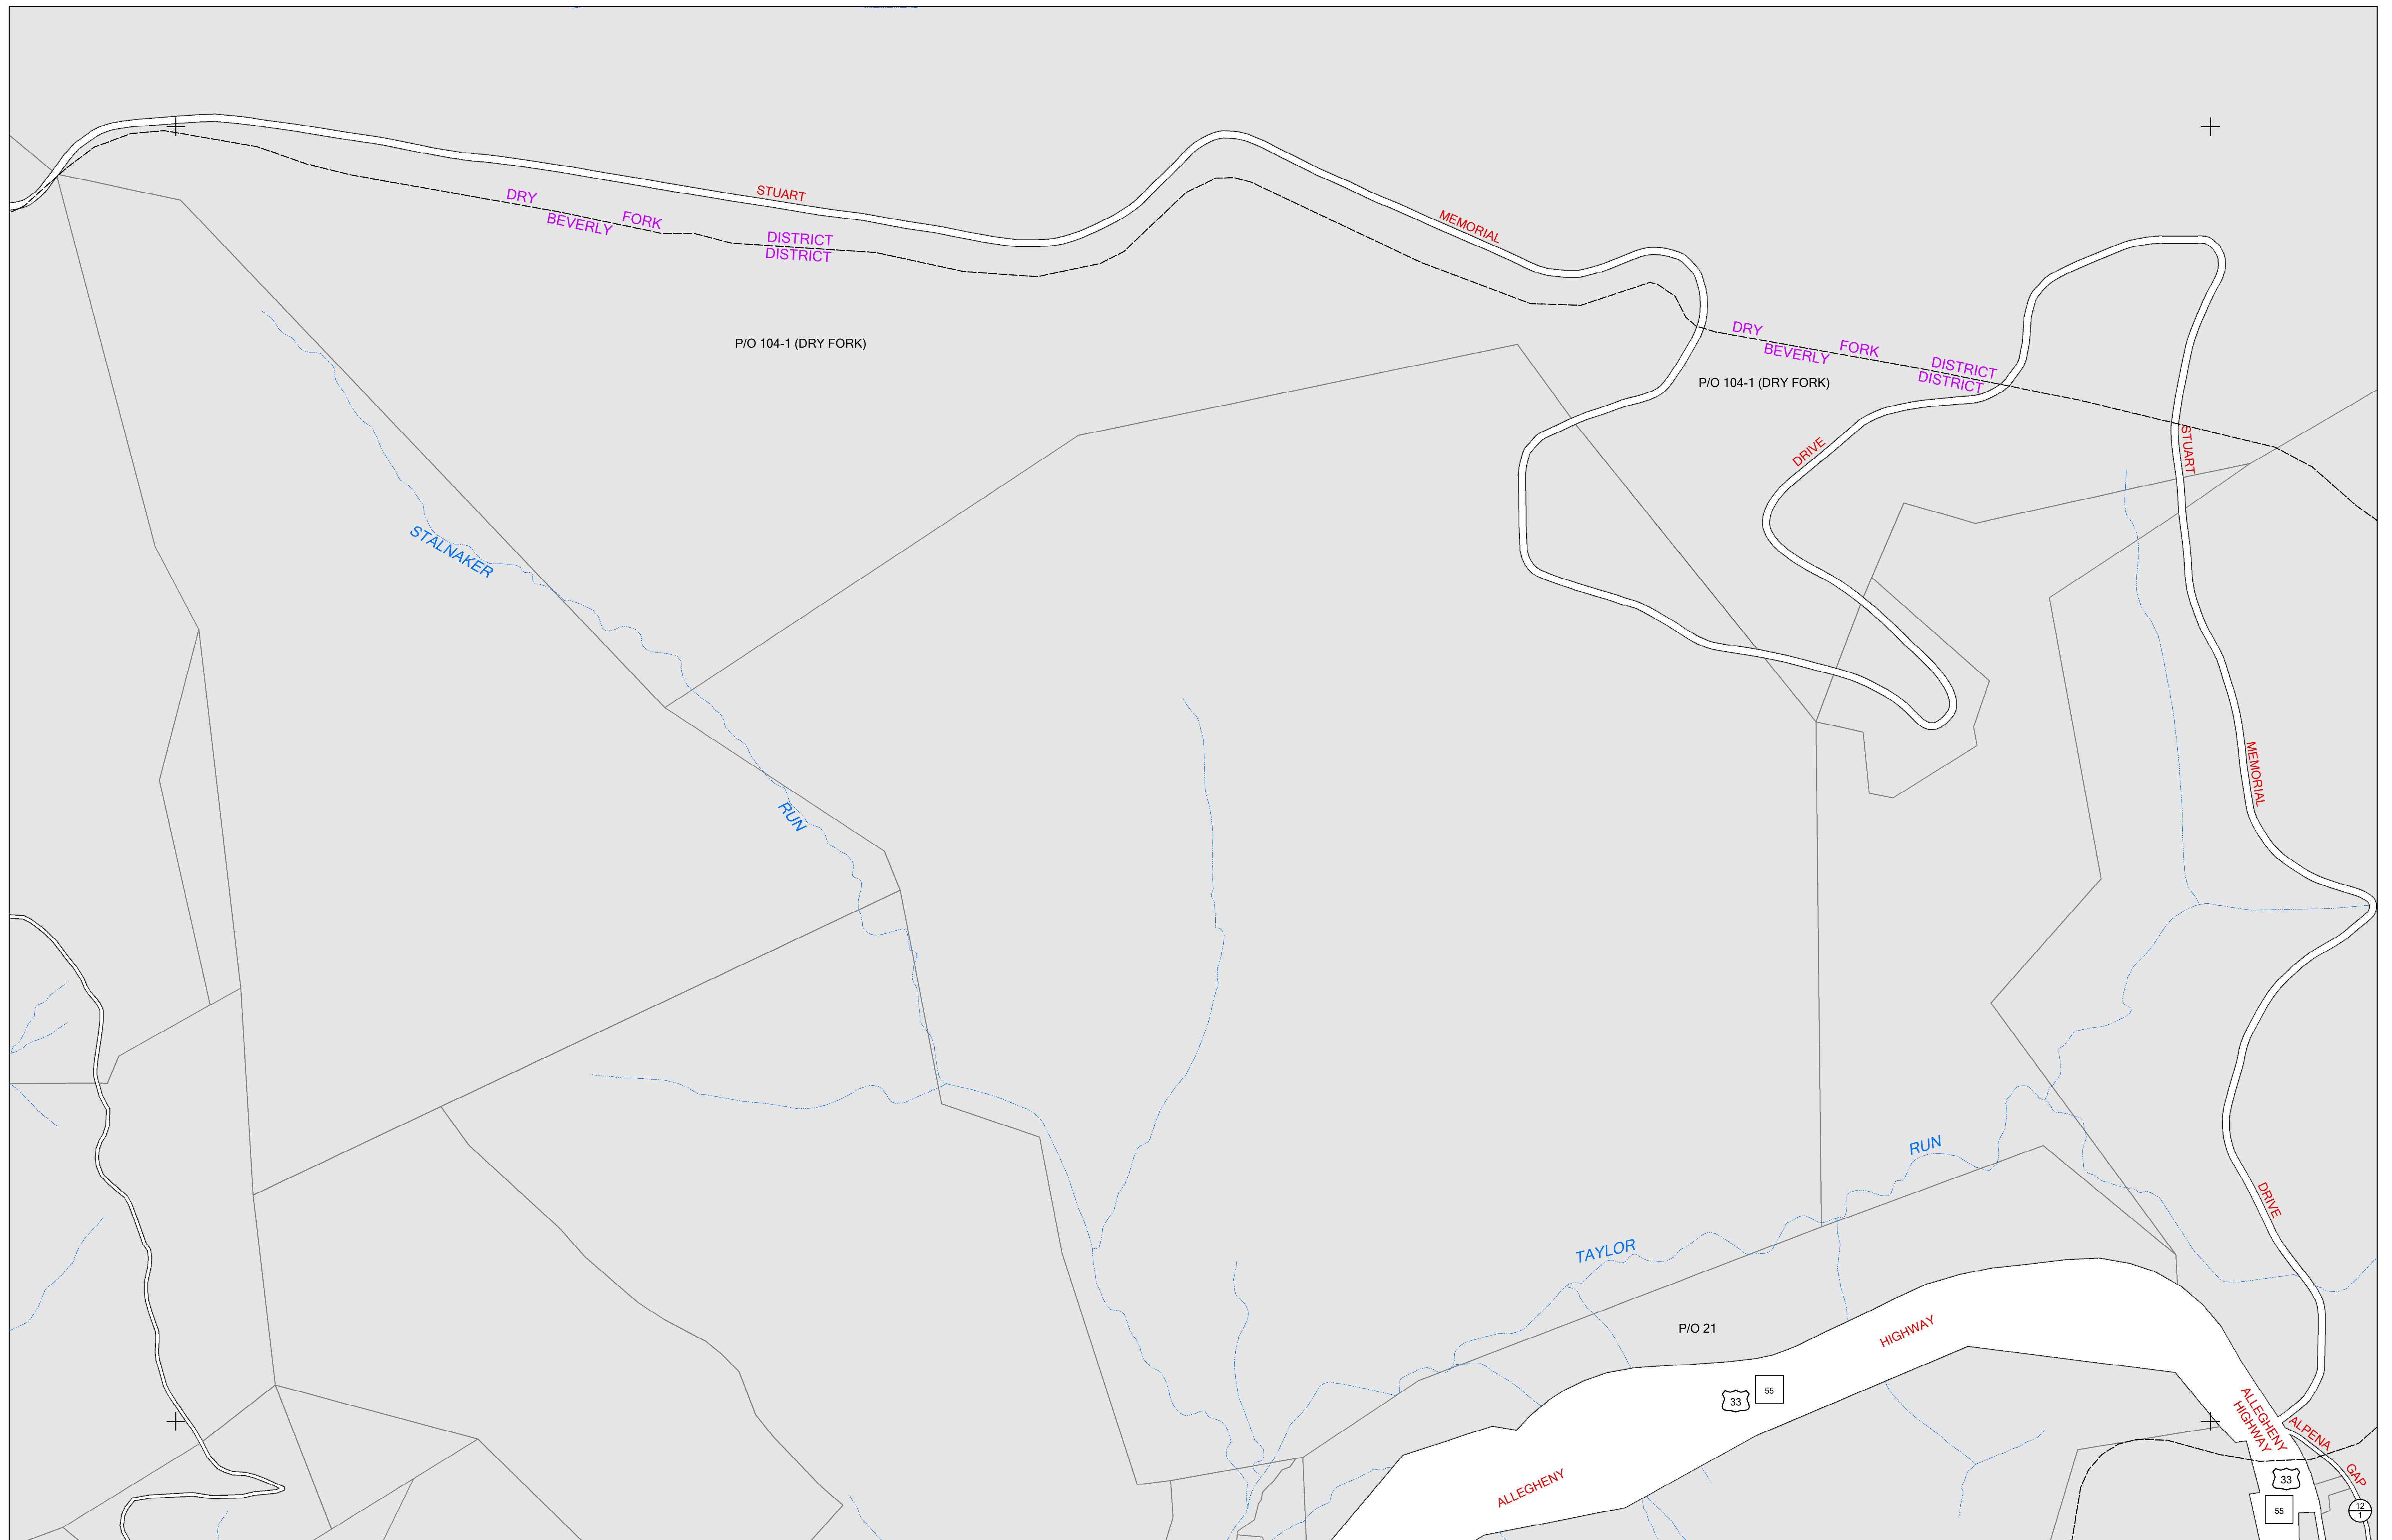 STUART
MEMORIAL
DRY
FORK
DISTRICT
BEVERLY
DISTRICT
P/O 104-1 (DRY FORK)
DRY
FORK
DISTRICT
BEVERLY
DISTRICT
P/O 104-1 (DRY FORK)
DRIVE
STUART
STALNAKER
RUN
MEMORIAL
RUN
TAYLOR
DRIVE
P/O 21
HIGHWAY
33
55
ALLEGHENY
ALLEGHENY
HIGHWAY
ALPENA
GAP
33
55
12
1